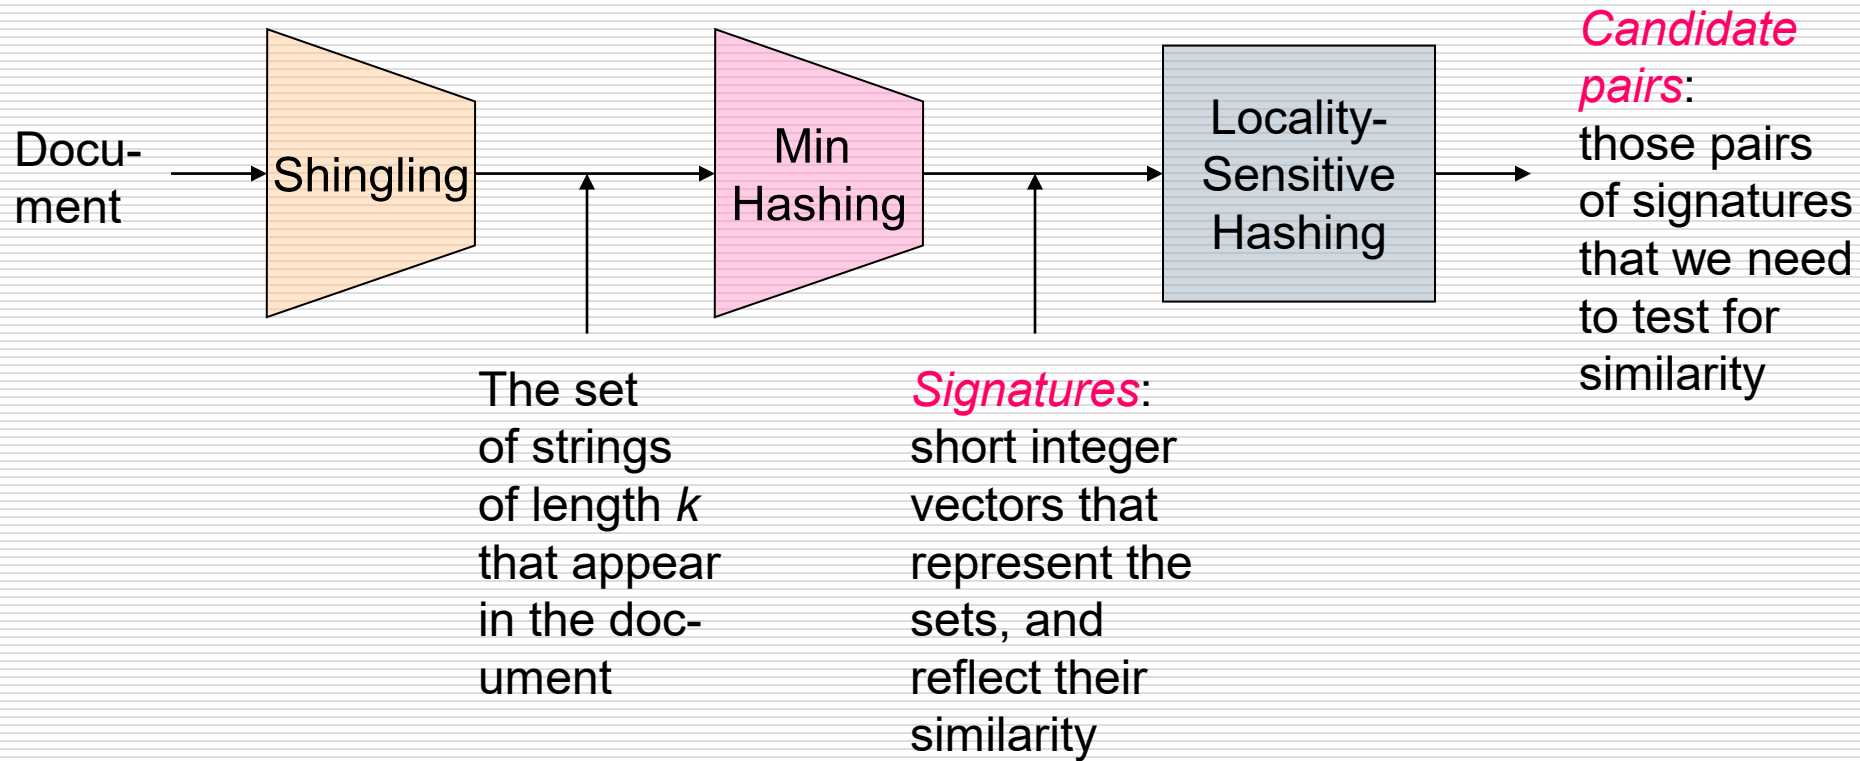 Docu-
ment
Shingling
The set
of strings
of length k
that appear
in the doc-
ument
Min
Hashing
Signatures:
short integer
vectors that
represent the
sets, and
reflect their
similarity
Locality-
Sensitive
Hashing
Candidate
pairs:
those pairs
of signatures
that we need
to test for
similarity